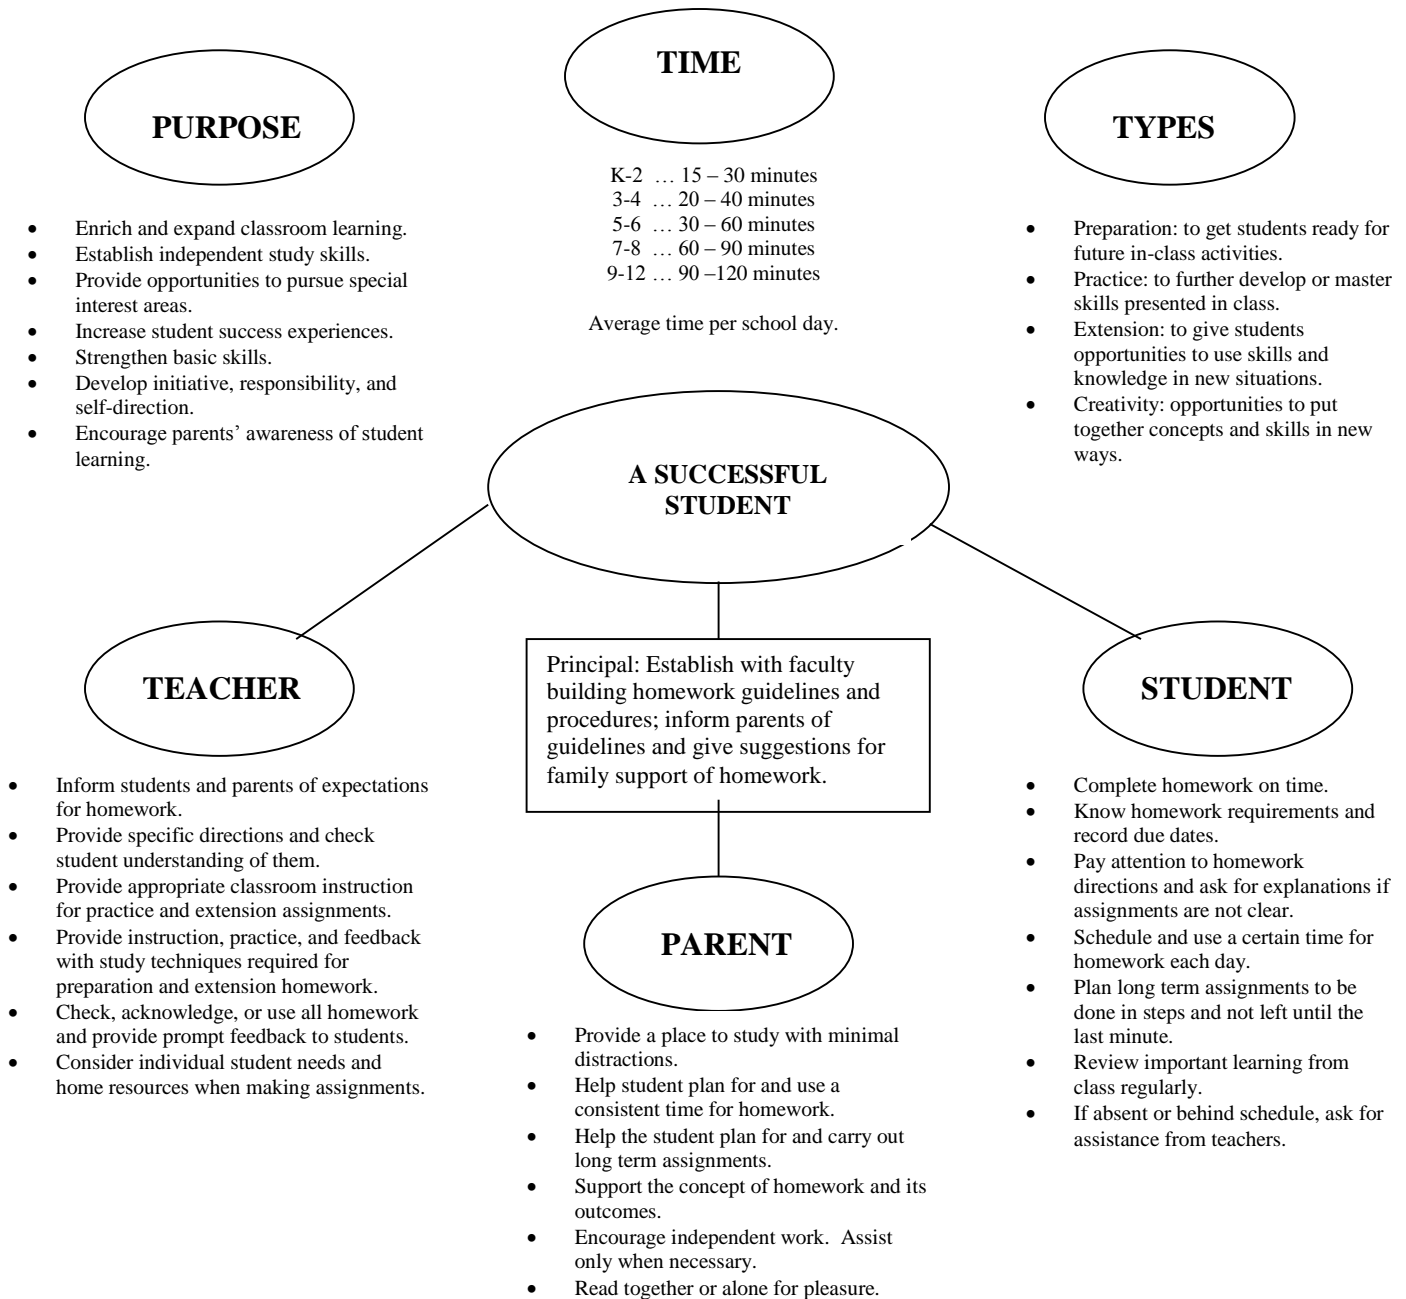 PURPOSE
• Enrich and expand classroom learning.
• Establish independent study skills.
• Provide opportunities to pursue special
interest areas.
• Increase student success experiences.
• Strengthen basic skills.
• Develop initiative, responsibility, and
self-direction.
• Encourage parents’ awareness of student
learning.
TIME
K-2 … 15 – 30 minutes
3-4 … 20 – 40 minutes
5-6 … 30 – 60 minutes
7-8 … 60 – 90 minutes
9-12 … 90 –120 minutes
Average time per school day.
TYPES
• Preparation: to get students ready for
future in-class activities.
• Practice: to further develop or master
skills presented in class.
• Extension: to give students
opportunities to use skills and
knowledge in new situations.
• Creativity: opportunities to put
together concepts and skills in new
ways.
A SUCCESSFUL
STUDENT
TEACHER
• Inform students and parents of expectations
for homework.
• Provide specific directions and check
student understanding of them.
• Provide appropriate classroom instruction
for practice and extension assignments.
• Provide instruction, practice, and feedback
with study techniques required for
preparation and extension homework.
• Check, acknowledge, or use all homework
and provide prompt feedback to students.
• Consider individual student needs and
home resources when making assignments.
Principal: Establish with faculty
building homework guidelines and
procedures; inform parents of
guidelines and give suggestions for
family support of homework.
PARENT
• Provide a place to study with minimal
distractions.
• Help student plan for and use a
consistent time for homework.
• Help the student plan for and carry out
long term assignments.
• Support the concept of homework and its
outcomes.
• Encourage independent work.  Assist
only when necessary.
• Read together or alone for pleasure.
STUDENT
• Complete homework on time.
• Know homework requirements and
record due dates.
• Pay attention to homework
directions and ask for explanations if
assignments are not clear.
• Schedule and use a certain time for
homework each day.
• Plan long term assignments to be
done in steps and not left until the
last minute.
• Review important learning from
class regularly.
• If absent or behind schedule, ask for
assistance from teachers.